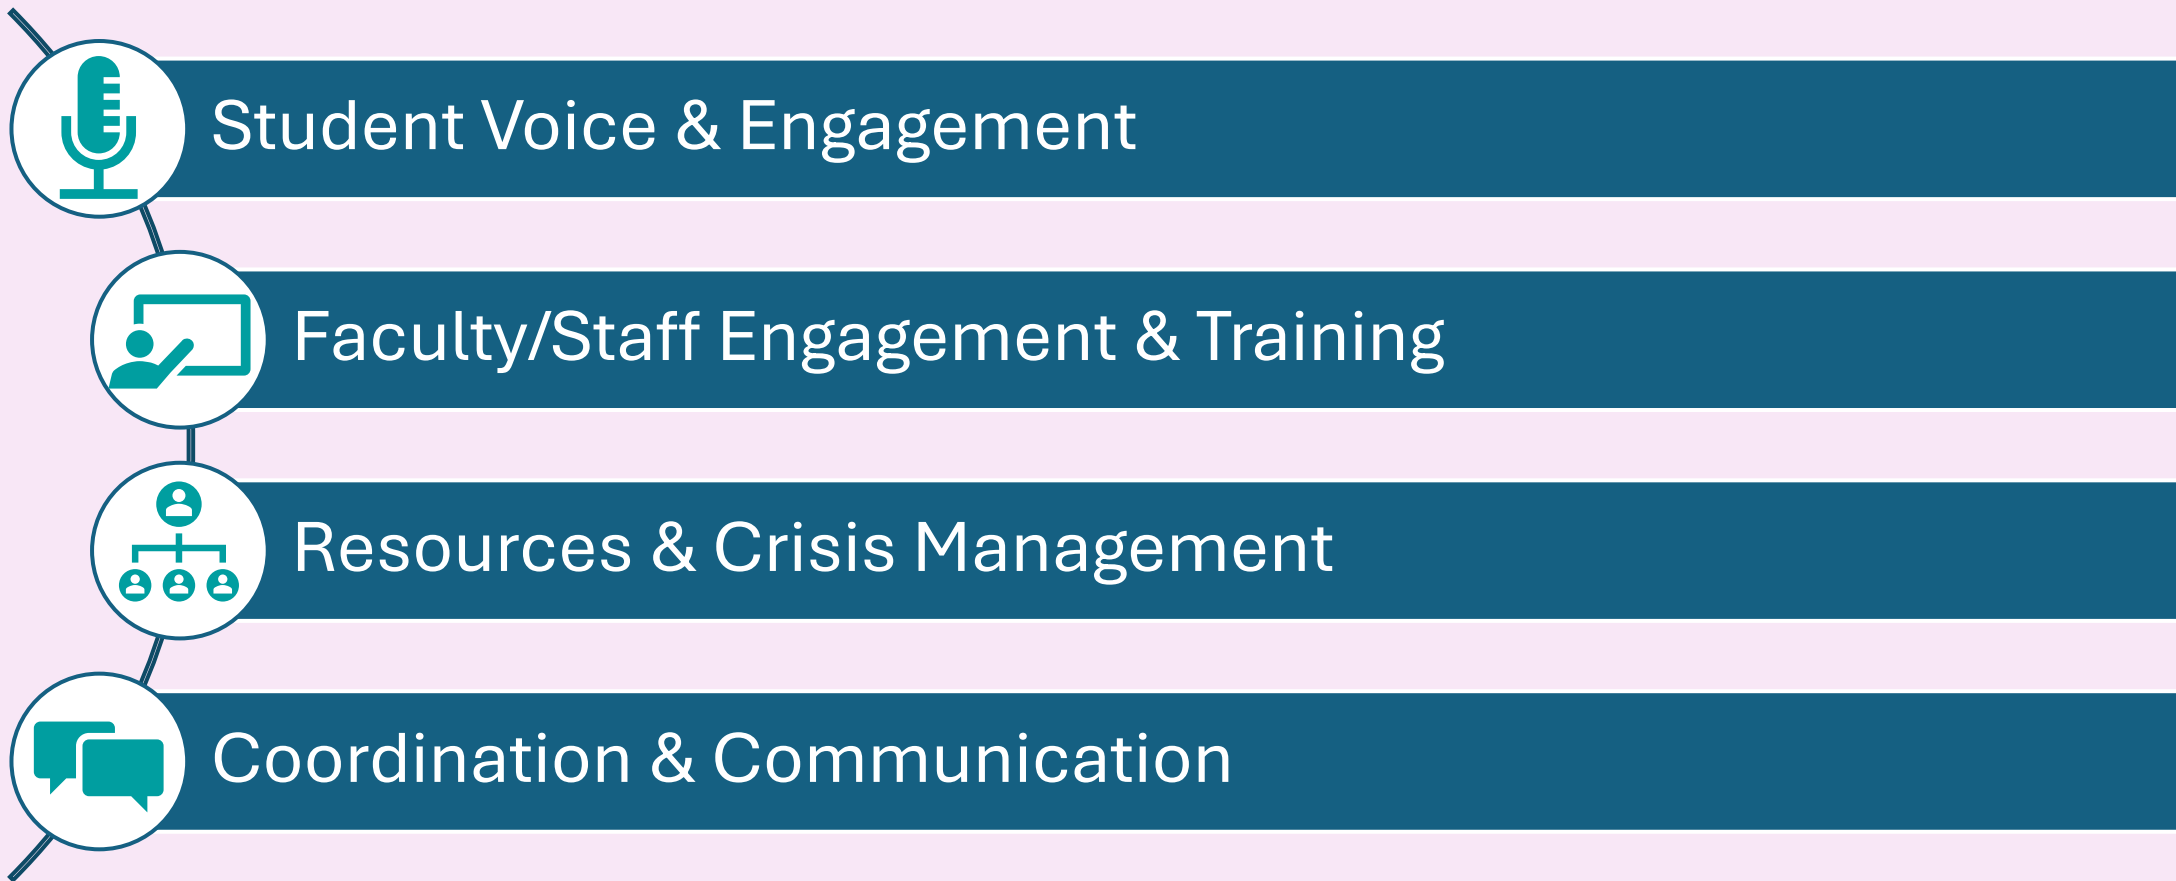 Student Voice & Engagement
Faculty/Staff Engagement & Training
Resources & Crisis Management
Coordination & Communication